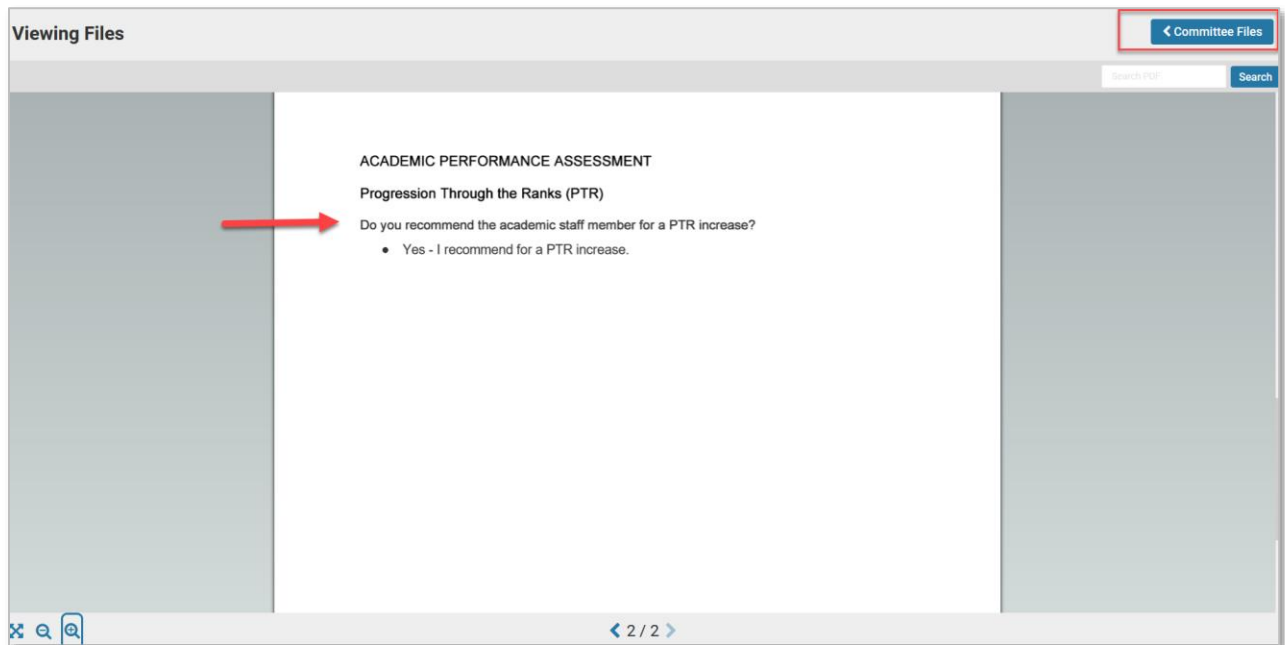 Viewing Files
Committee Files
Search PDF
Search
ACADEMIC PERFORMANCE ASSESSMENT
Progression Through the Ranks (PTR)
Do you recommend the academic staff member for a PTR increase?
• Yes - I recommend for a PTR increase.
2 / 2